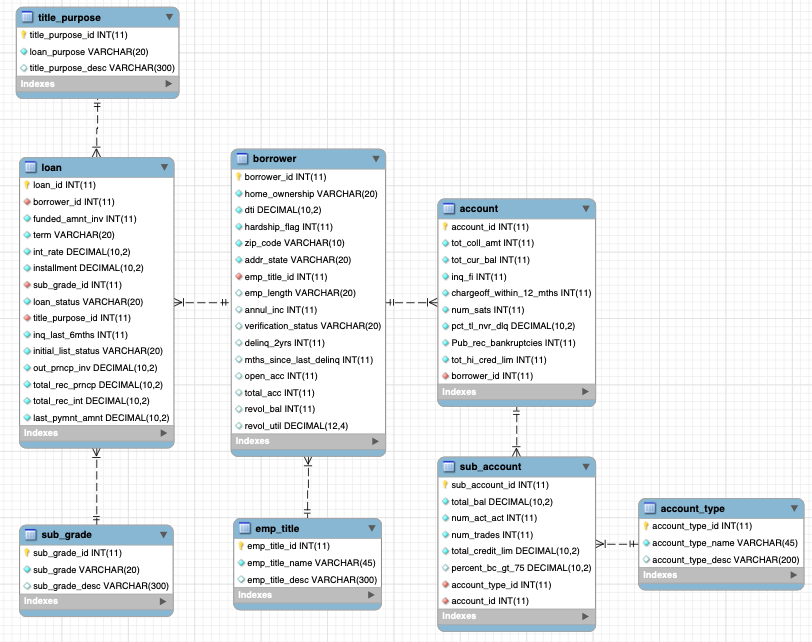 title_purpose
title_purpose_id INT(11)
loan_purpose VARCHAR(20)
title_purpose_desc VARCHAR(300)
Indexes
loan
loan_id INT(11)
borrower_id INT(11)
funded_amnt_inv INT(11)
term VARCHAR(20)
int_rate DECIMAL(10,2)
installment DECIMAL(10,2)
sub_grade_id INT(11)
loan_status VARCHAR(20)
title_purpose_id INT(11)
inq_last_6mths INT(11)
initial_list_status VARCHAR(20)
out_prncp_inv DECIMAL(10,2)
total_rec_prncp DECIMAL(10,2)
total_rec_int DECIMAL(10,2)
last_pymnt_amnt DECIMAL(10,2)
Indexes
sub_grade
sub_grade_id INT(11)
sub_grade VARCHAR(20)
sub_grade_desc VARCHAR(300)
Indexes
borrower
borrower_id INT(11)
home_ownership VARCHAR(20)
dti DECIMAL(10,2)
hardship_flag INT(11)
zip_code VARCHAR(10)
addr_state VARCHAR(20)
emp_title_id INT(11)
emp_length VARCHAR(20)
annul_inc INT(11)
verification_status VARCHAR(20)
delinq_2yrs INT(11)
mths_since_last_delinq INT(11)
open_acc INT(11)
total_acc INT(11)
revol_bal INT(11)
revol_util DECIMAL(12,4)
Indexes
emp_title
emp_title_id INT(11)
emp_title_name VARCHAR(45)
emp_title_desc VARCHAR(300)
Indexes
account
account_id INT(11)
tot_coll_amt INT(11)
tot_cur_bal INT(11)
inq_fi INT(11)
chargeoff_within_12_mths INT(11)
num_sats INT(11)
pct_tl_nvr_dlq DECIMAL(10,2)
Pub_rec_bankruptcies INT(11)
tot_hi_cred_lim INT(11)
borrower_id INT(11)
Indexes
sub_account
sub_account_id INT(11)
total_bal DECIMAL(10,2)
num_act_act INT(11)
num_trades INT(11)
total_credit_lim DECIMAL(10,2)
percent_bc_gt_75 DECIMAL(10,2)
account_type_id INT(11)
account_id INT(11)
Indexes
account_type
account_type_id INT(11)
account_type_name VARCHAR(45)
account_type_desc VARCHAR(200)
Indexes